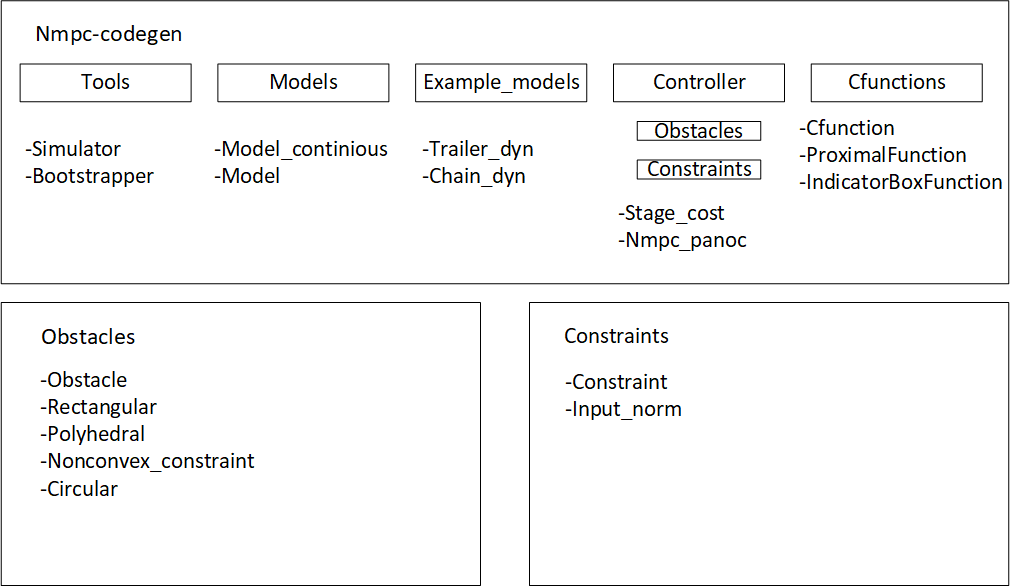 Nmpc-codegen
Tools
Models
Example_models
Controller
Cfunctions
-Simulator
-Bootstrapper
-Model_continious
-Model
-Trailer_dyn
-Chain_dyn
Obstacles
Constraints
-Stage_cost
-Nmpc_panoc
-Cfunction
-ProximalFunction
-IndicatorBoxFunction
Obstacles
-Obstacle
-Rectangular
-Polyhedral
-Nonconvex_constraint
-Circular
Constraints
-Constraint
-Input_norm